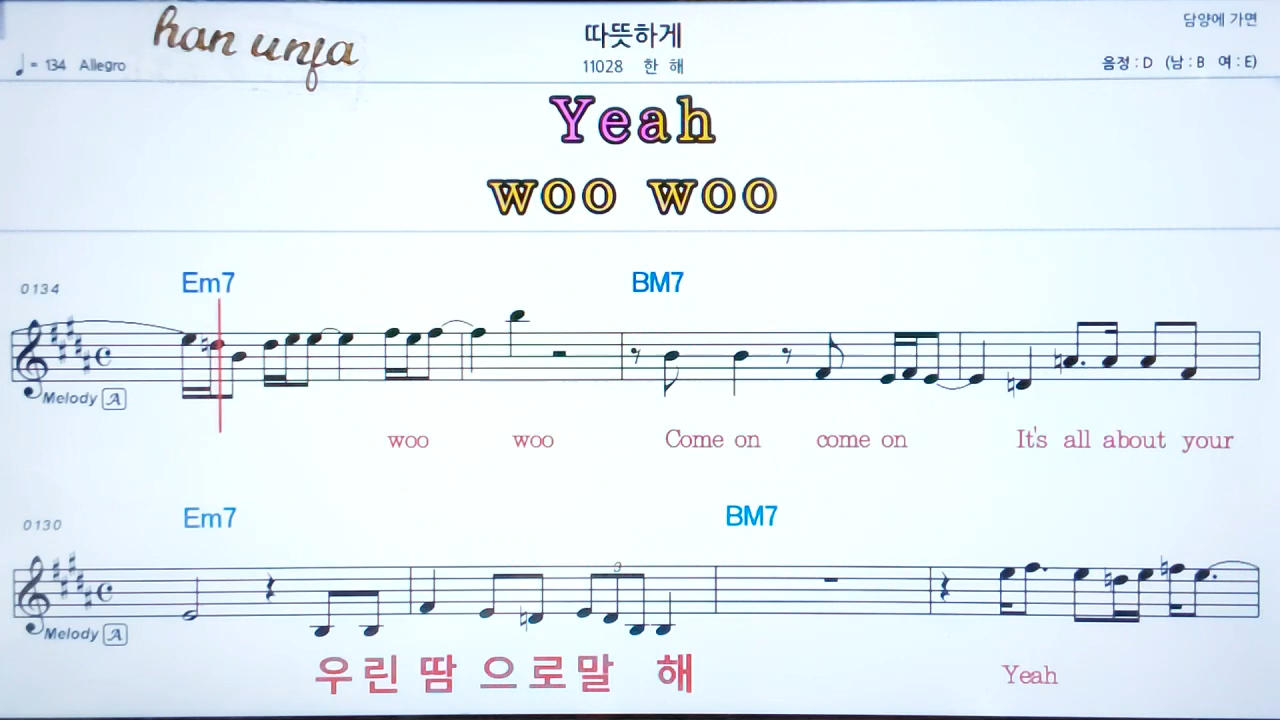 han unja
따뜻하게
담양에 가면
♩= 134 Allegro
11028 한 해
음정 : D (남 : B 여 : E)
Yeah
woo woo
0134
Em7 BM7
Melody A
woo woo Come on come on It's all about your
0130
Em7 BM7
3
Melody A
우린 땀 으로말 해 Yeah